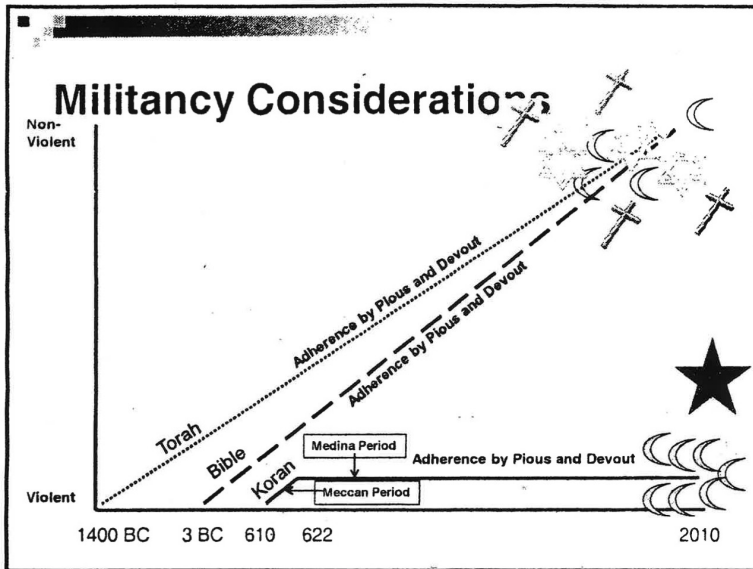 Militancy Considerations
Non-
Violent
Adherence by Pious and Devout
Adherence by Pious and Devout
Torah
Bible
Koran
Medina Period
Adherence by Pious and Devout
Meccan Period
Violent
1400 BC 3 BC 610 622 2010